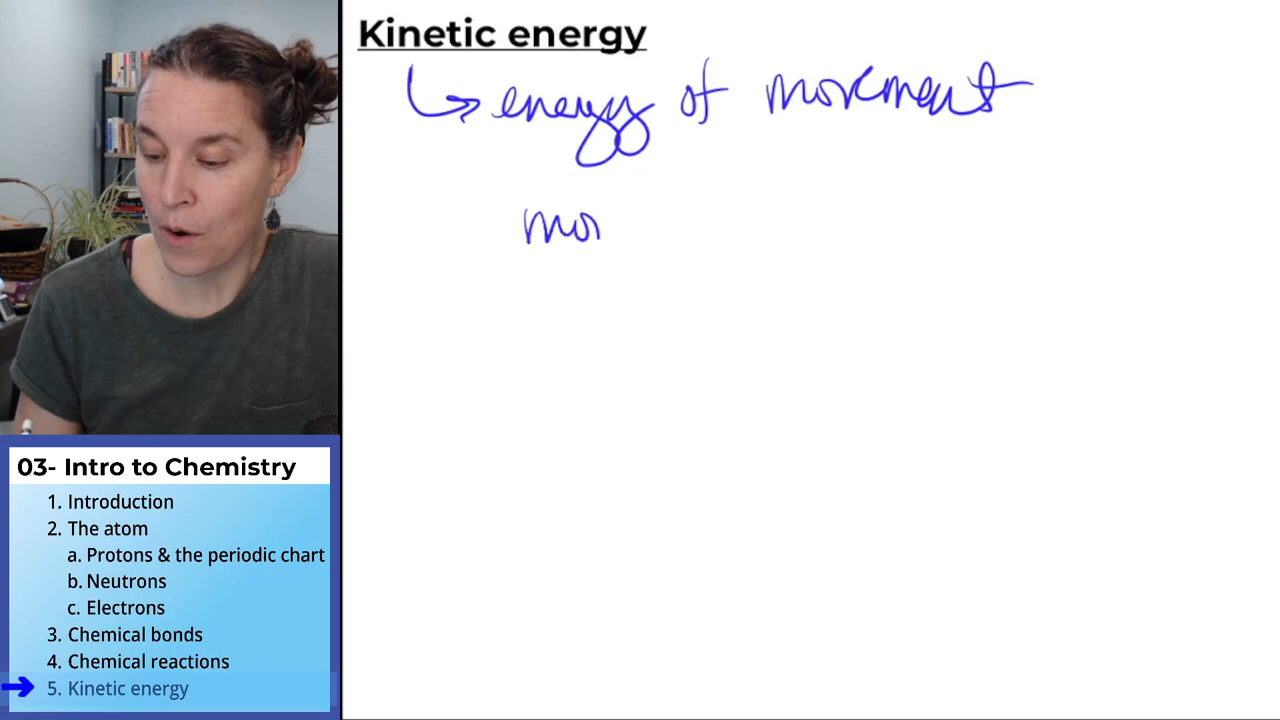 Kinetic energy
↳ energy of movement
mov
03- Intro to Chemistry
1. Introduction
2. The atom
a. Protons & the periodic chart
b. Neutrons
c. Electrons
3. Chemical bonds
4. Chemical reactions
5. Kinetic energy